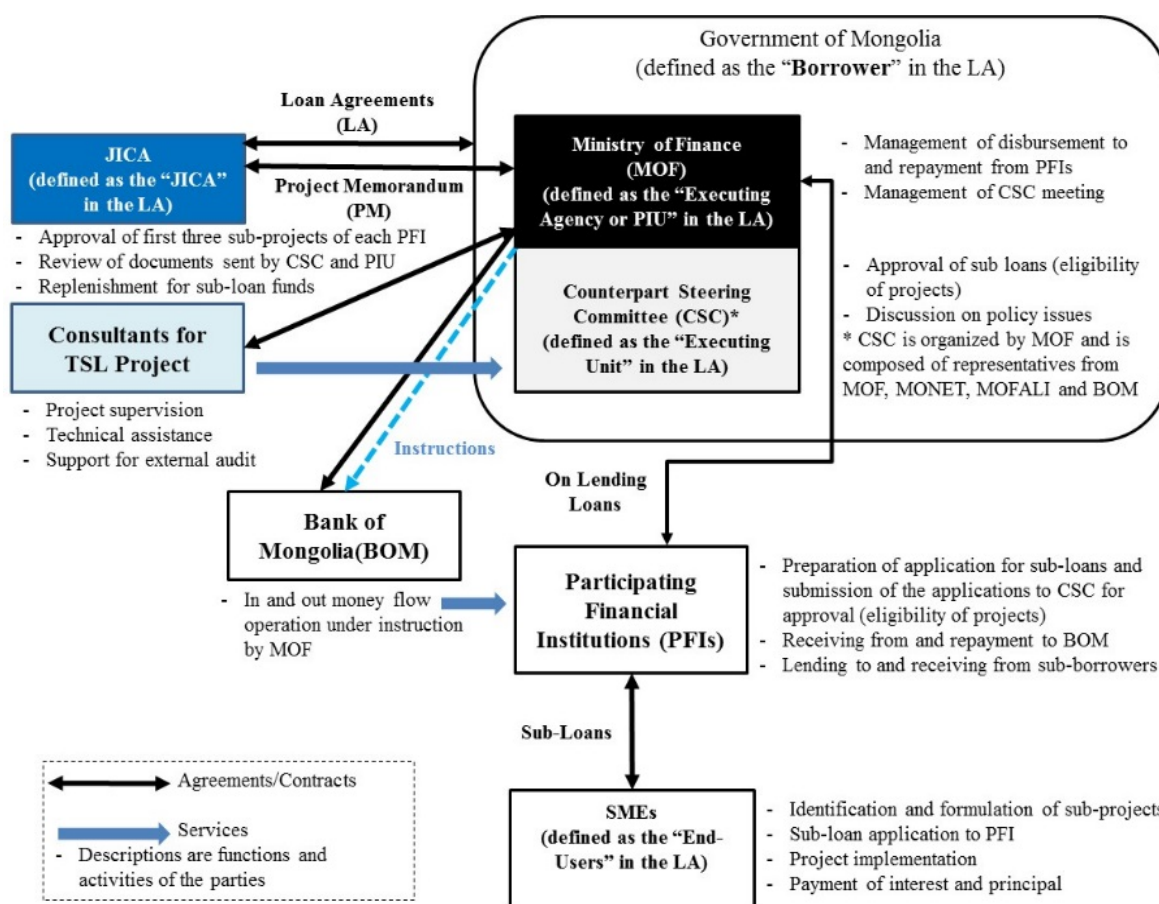 Government of Mongolia
(defined as the “Borrower” in the LA)
Loan Agreements
(LA)
JICA
(defined as the “JICA”
in the LA)
Project Memorandum
(PM)
Ministry of Finance
(MOF)
(defined as the “Executing
Agency or PIU” in the LA)
- Management of disbursement to
and repayment from PFIs
- Management of CSC meeting
- Approval of first three sub-projects of each PFI
- Review of documents sent by CSC and PIU
- Replenishment for sub-loan funds
Counterpart Steering
Committee (CSC)*
(defined as the “Executing
Unit” in the LA)
- Approval of sub loans (eligibility
of projects)
- Discussion on policy issues
* CSC is organized by MOF and is
composed of representatives from
MOF, MONET, MOFALI and BOM
Consultants for
TSL Project
- Project supervision
- Technical assistance
- Support for external audit
Instructions
On Lending
Loans
Bank of
Mongolia(BOM)
- In and out money flow
operation under instruction
by MOF
Participating
Financial
Institutions (PFIs)
- Preparation of application for sub-loans and
submission of the applications to CSC for
approval (eligibility of projects)
- Receiving from and repayment to BOM
- Lending to and receiving from sub-borrowers
Sub-Loans
SMEs
(defined as the “End-
Users” in the LA)
- Identification and formulation of sub-projects
- Sub-loan application to PFI
- Project implementation
- Payment of interest and principal
Agreements/Contracts
Services
- Descriptions are functions and
activities of the parties